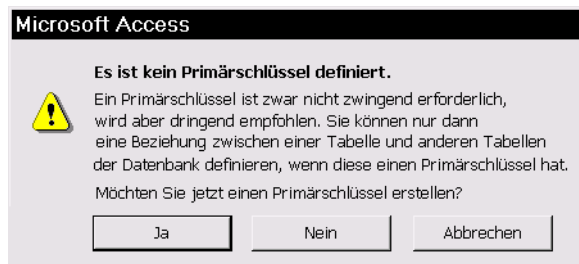 Microsoft Access
Es ist kein Primärschlüssel definiert.
Ein Primärschlüssel ist zwar nicht zwingend erforderlich,
wird aber dringend empfohlen. Sie können nur dann
eine Beziehung zwischen einer Tabelle und anderen Tabellen
der Datenbank definieren, wenn diese einen Primärschlüssel hat.
Möchten Sie jetzt einen Primärschlüssel erstellen?
Ja
Nein
Abbrechen